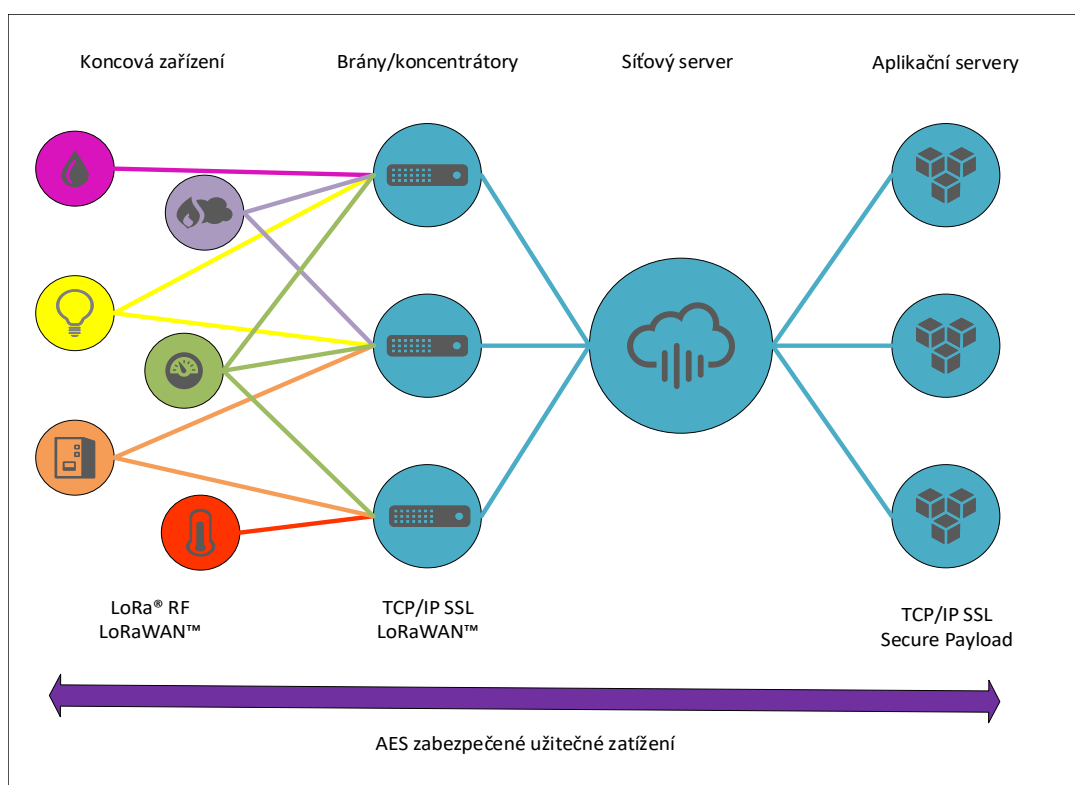 Koncová zařízení
Brány/koncentrátory
Síťový server
Aplikační servery
LoRa® RF
LoRaWAN™
TCP/IP SSL
LoRaWAN™
TCP/IP SSL
Secure Payload
AES zabezpečené užitečné zatížení